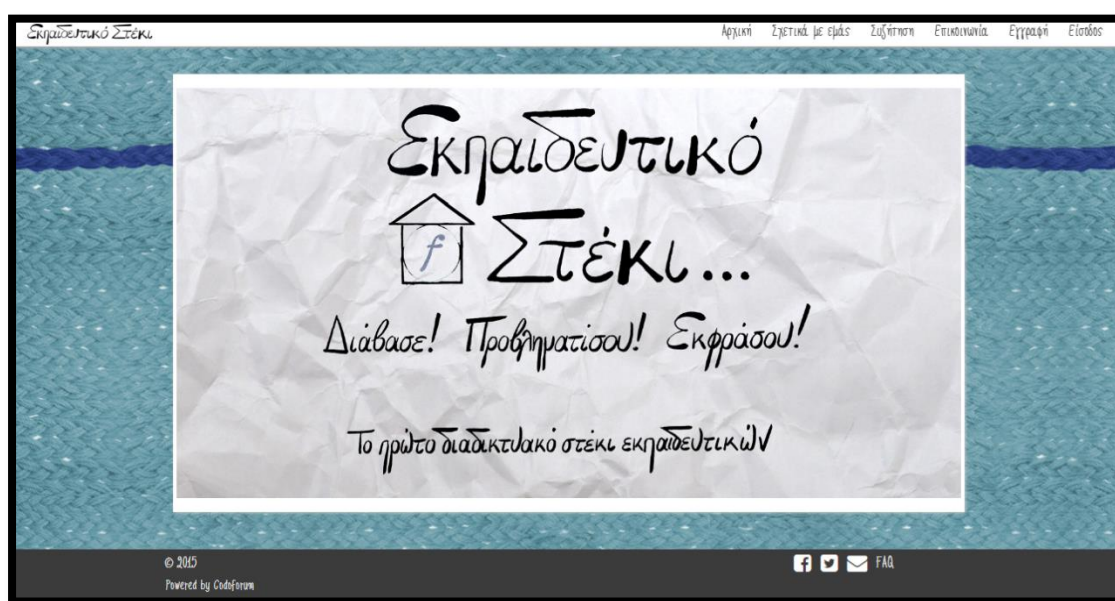 Εκπαιδευτικό Στέκι
Αρχική Σχετικά με εμάς Συζήτηση Επικοινωνία Εγγραφή Είσοδος
Εκπαιδευτικό
f Στέκι...
Διάβασε! Προβληματίσου! Εκφράσου!
Το πρώτο διαδικτυακό στέκι εκπαιδευτικών
© 2015
f FAQ
Powered by Codoforum